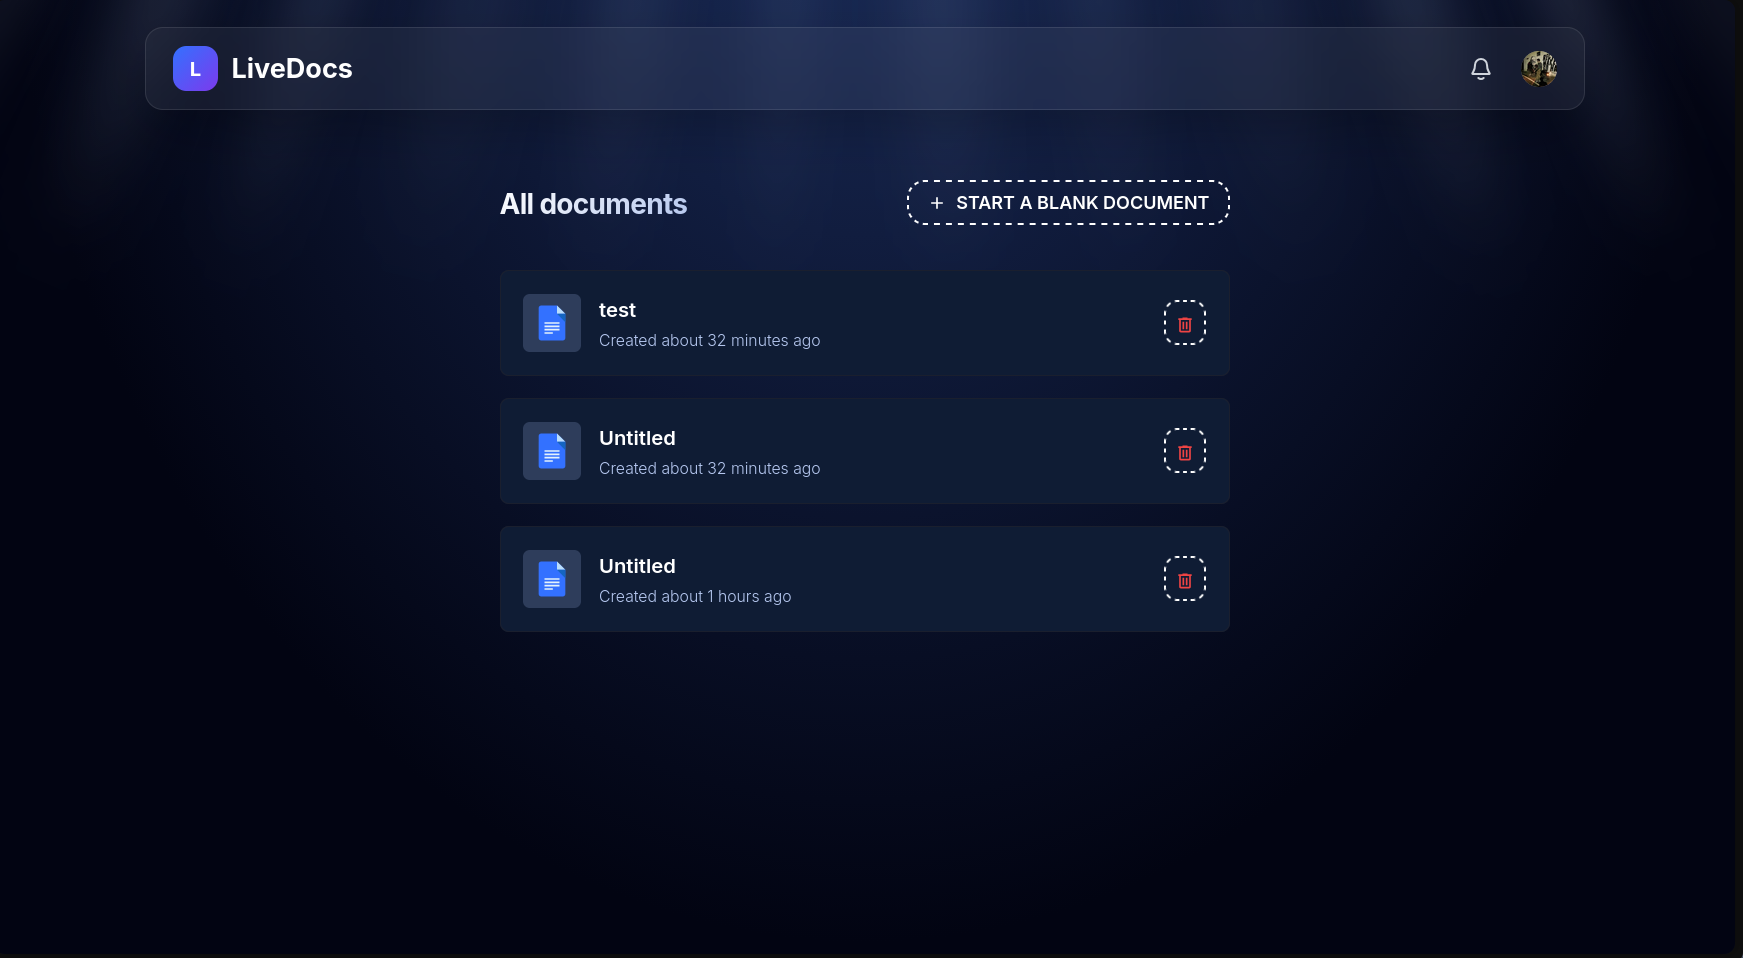 L LiveDocs
All documents
START A BLANK DOCUMENT
test
Created about 32 minutes ago
Untitled
Created about 32 minutes ago
Untitled
Created about 1 hours ago